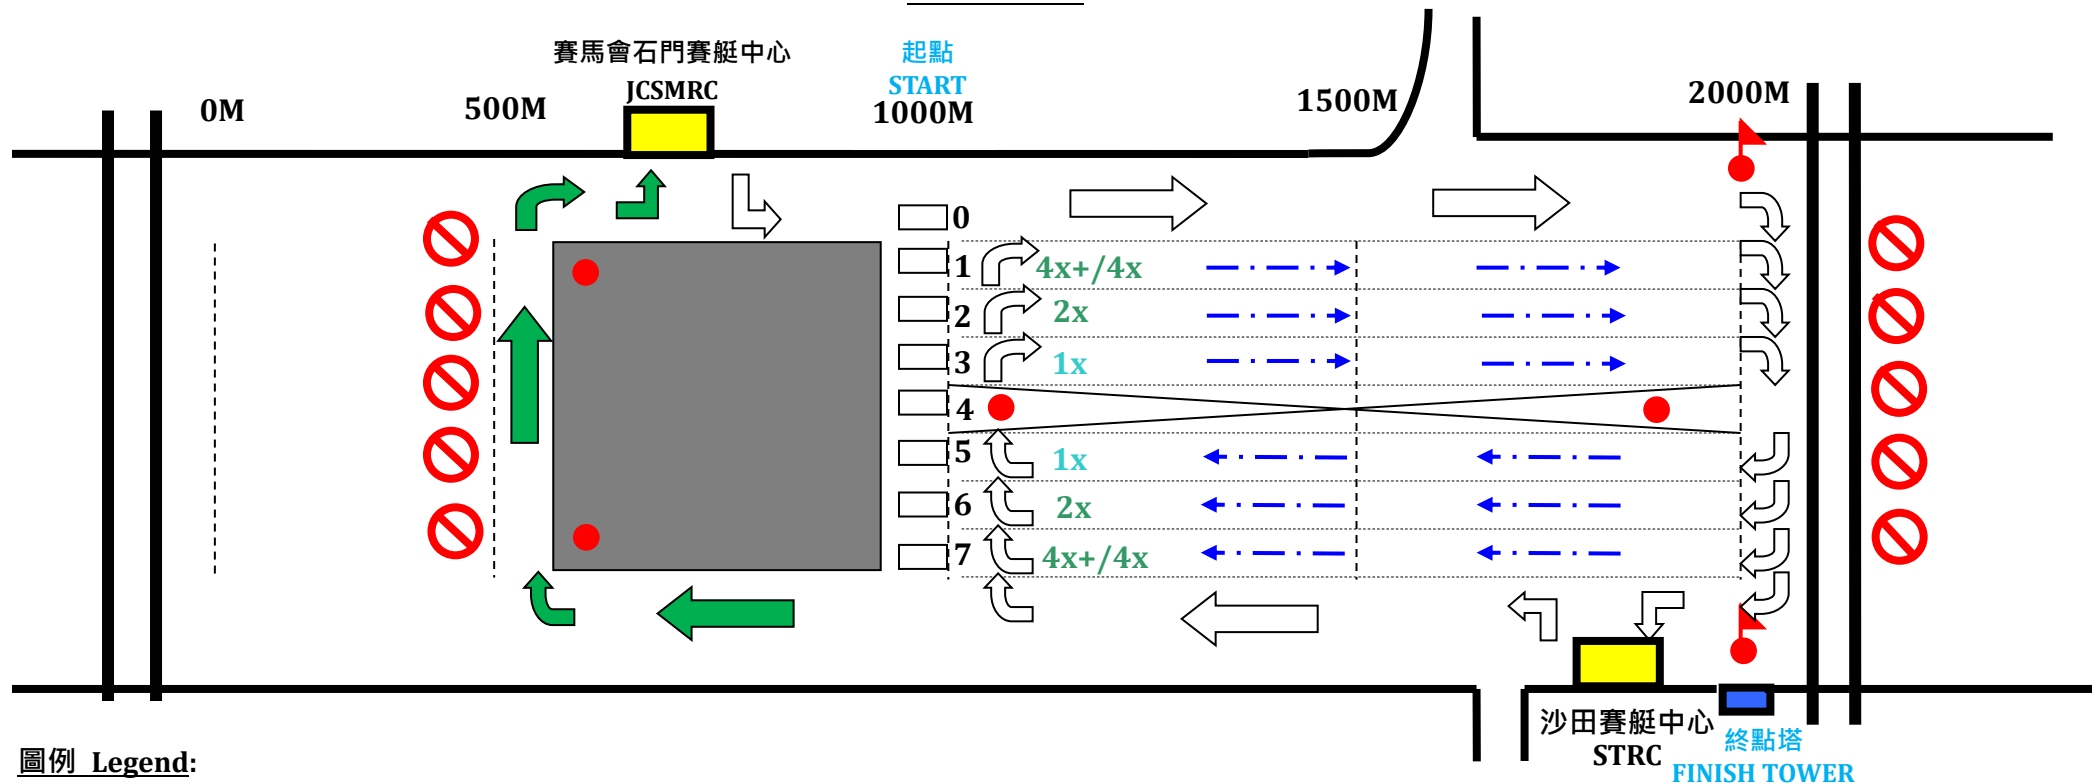 賽馬會石門賽艇中心
JCSMRC
起點
START
0M
500M
1000M
1500M
2000M
0
1 4x+/4x
2 2x
3 1x
4
5 1x
6 2x
7 4x+/4x
沙田賽艇中心
STRC
終點塔
FINISH TOWER
圖例 Legend: